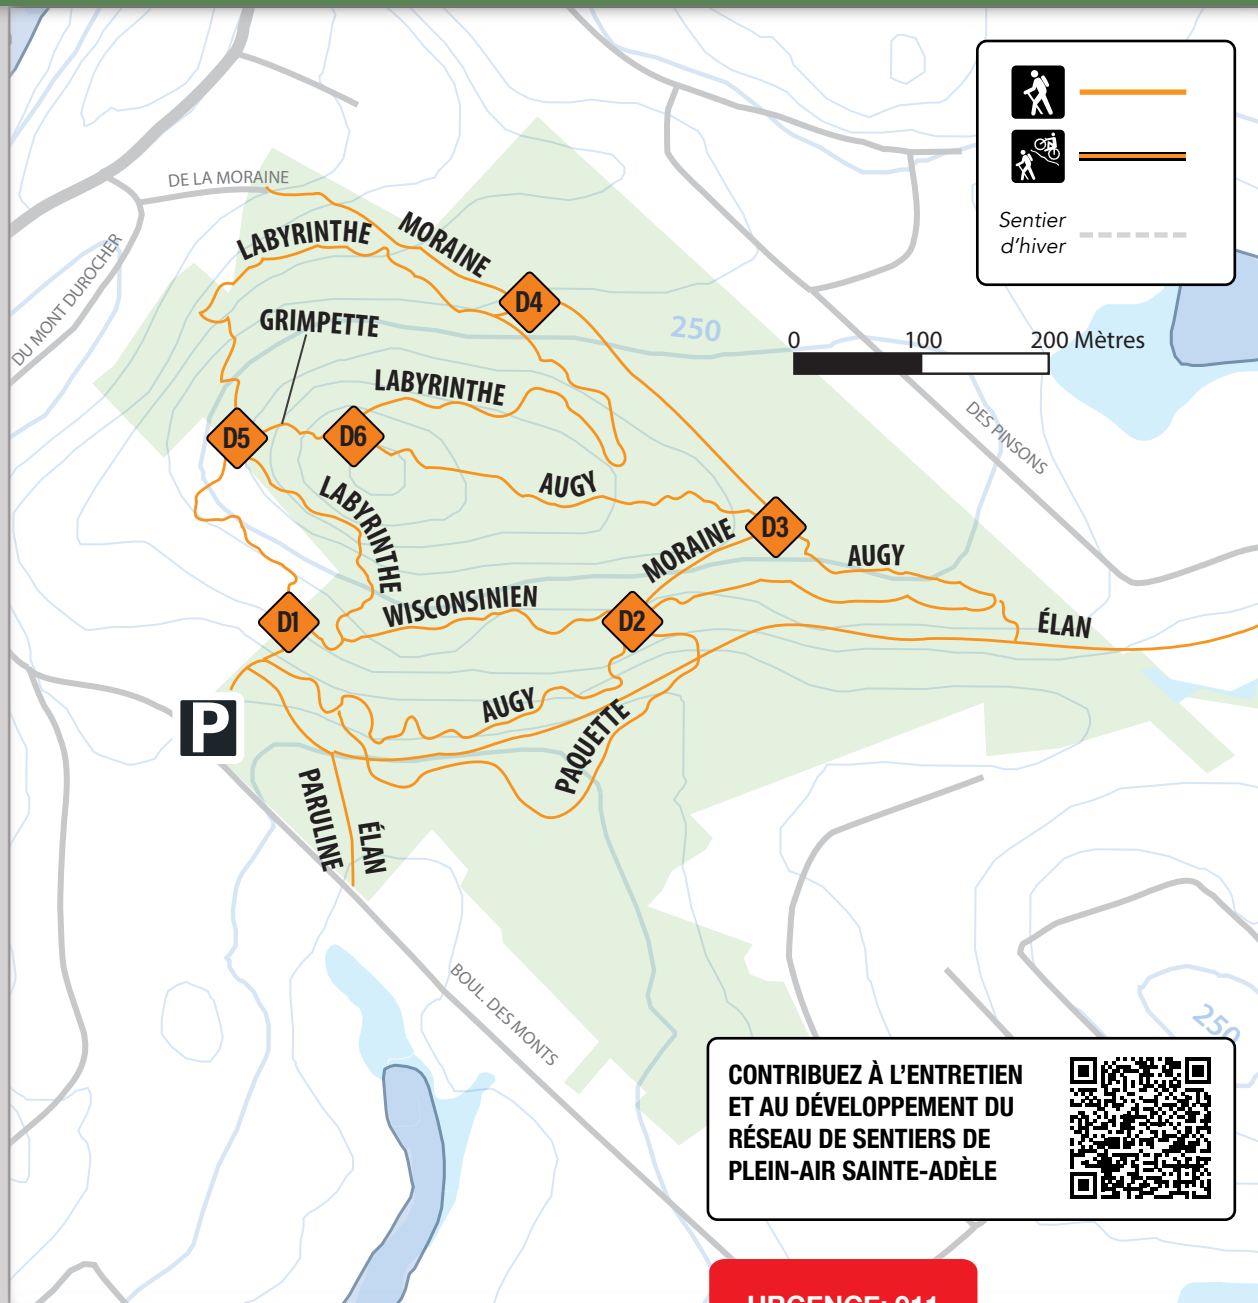 Sentier
d'hiver
DE LA MORAINE
LABYRINTHE
MORAINE
DU MONT DUROCHER
D4
GRIMPETTE
250
0 100 200 Mètres
LABYRINTHE
DES PINSONS
D5
D6
LABYRINTHE
AUGY
D3
MORAINE
AUGY
WISCONSINIEN
D1
D2
ÉLAN
P
AUGY
PAQUETTE
PARULINE
ÉLAN
BOUL. DES MONTS
250
CONTRIBUEZ À L'ENTRETIEN
ET AU DÉVELOPPEMENT DU
RÉSEAU DE SENTIERS DE
PLEIN-AIR SAINTE-ADÈLE
URGENCE: 911